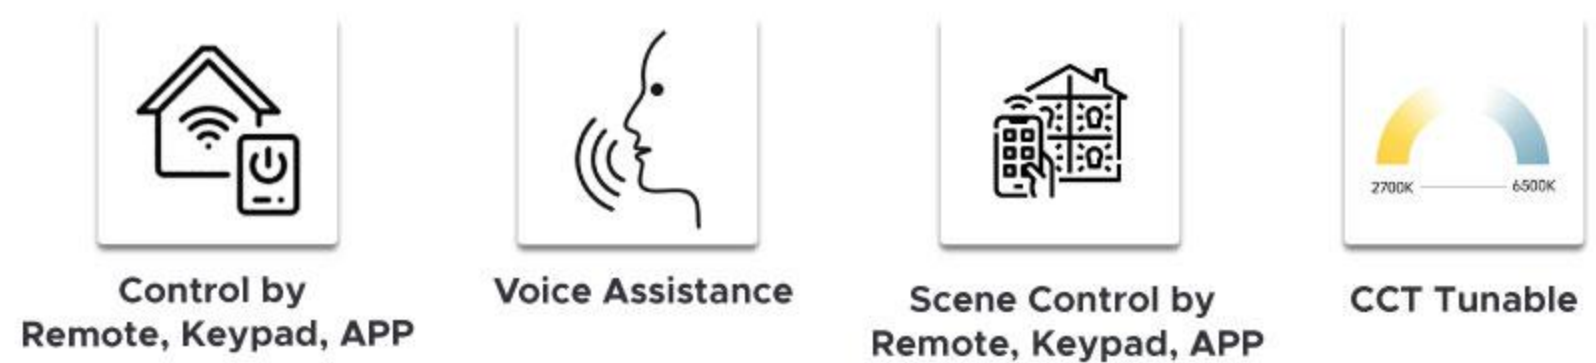 2700K
6500K
Control by
Remote, Keypad, APP
Voice Assistance
Scene Control by
Remote, Keypad, APP
CCT Tunable